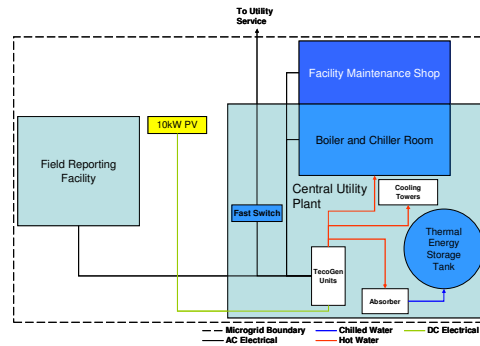 To Utility
Service
Facility Maintenance Shop
10kW PV
Boiler and Chiller Room
Field Reporting
Facility
Central Utility
Plant
Cooling
Towers
Fast Switch
Thermal
Energy
Storage
Tank
TecoGen
Units
Absorber
Microgrid Boundary
Chilled Water
DC Electrical
AC Electrical
Hot Water